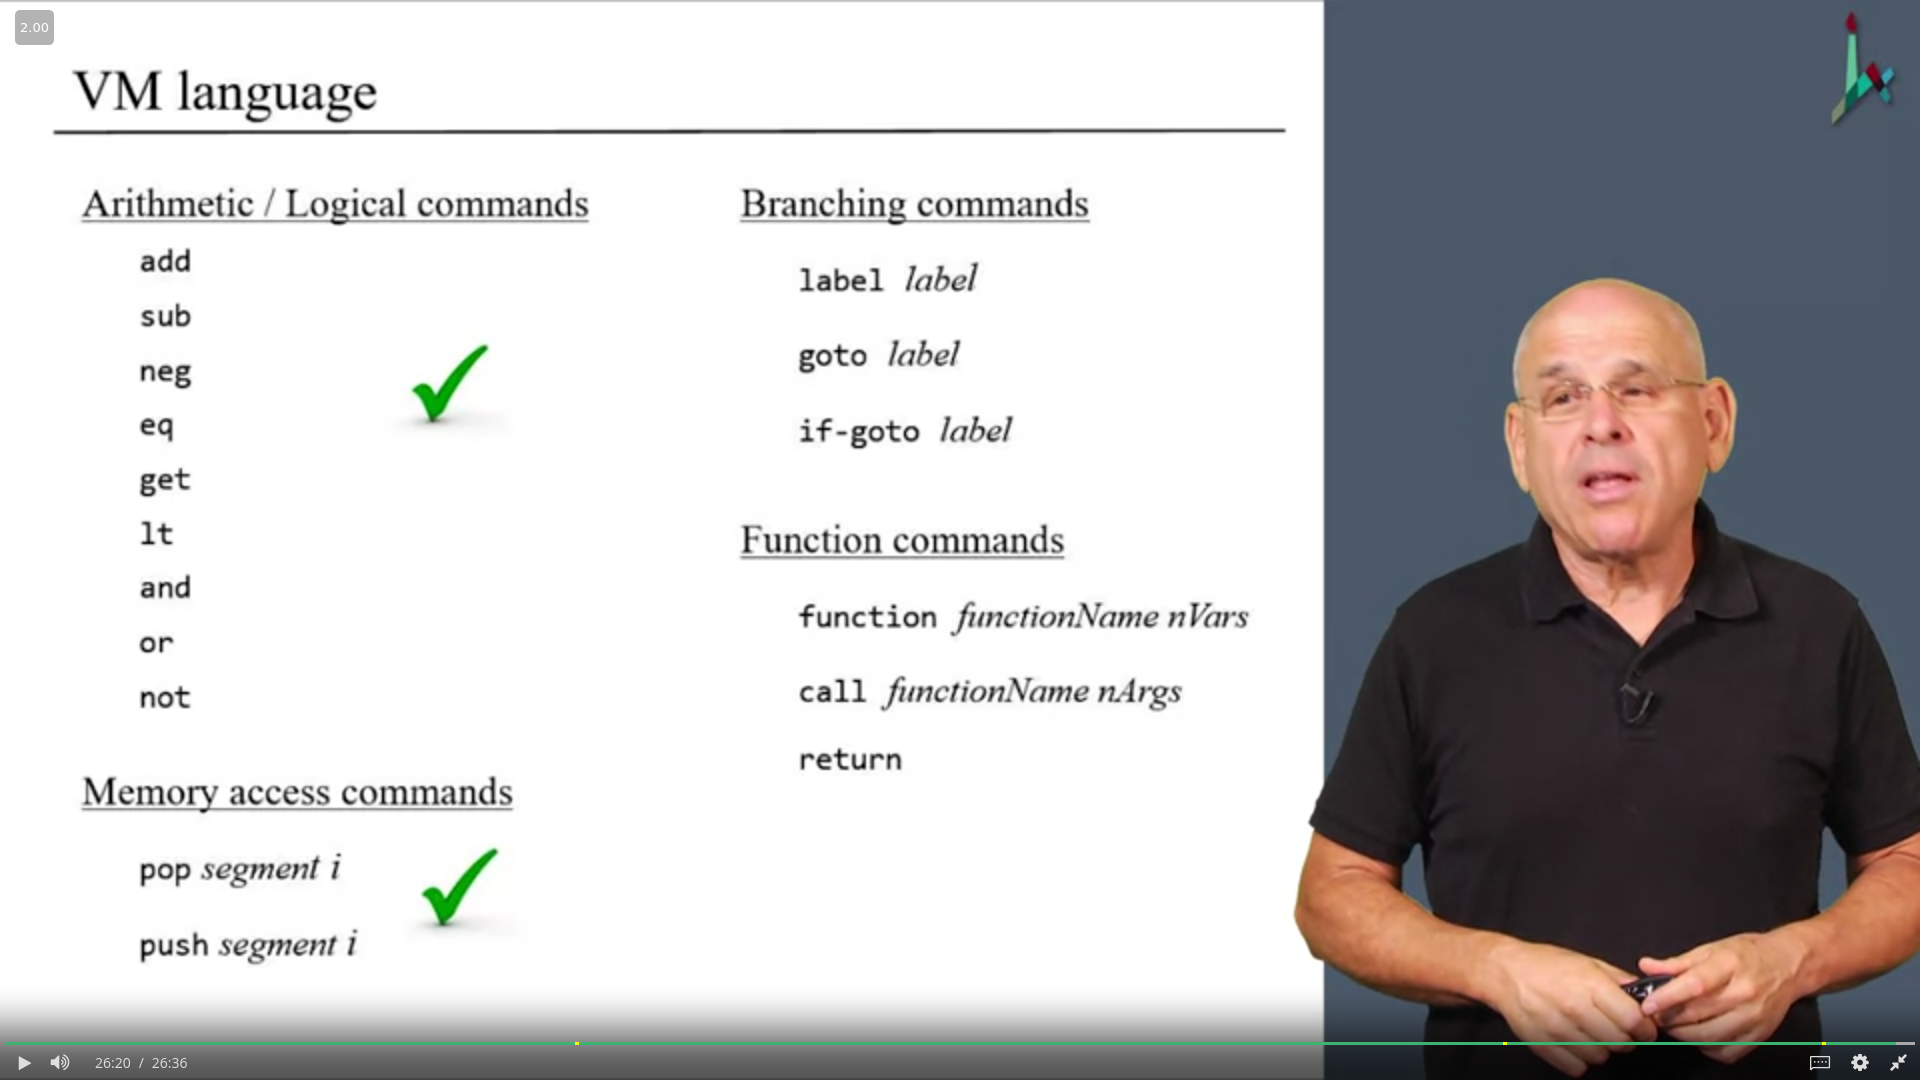 2.00
VM language
Arithmetic / Logical commands
add
sub
neg
eq
get
lt
and
or
not
Memory access commands
pop segment i
push segment i
Branching commands
label label
goto label
if-goto label
Function commands
function functionName nVars
call functionName nArgs
return
26:20 / 26:36